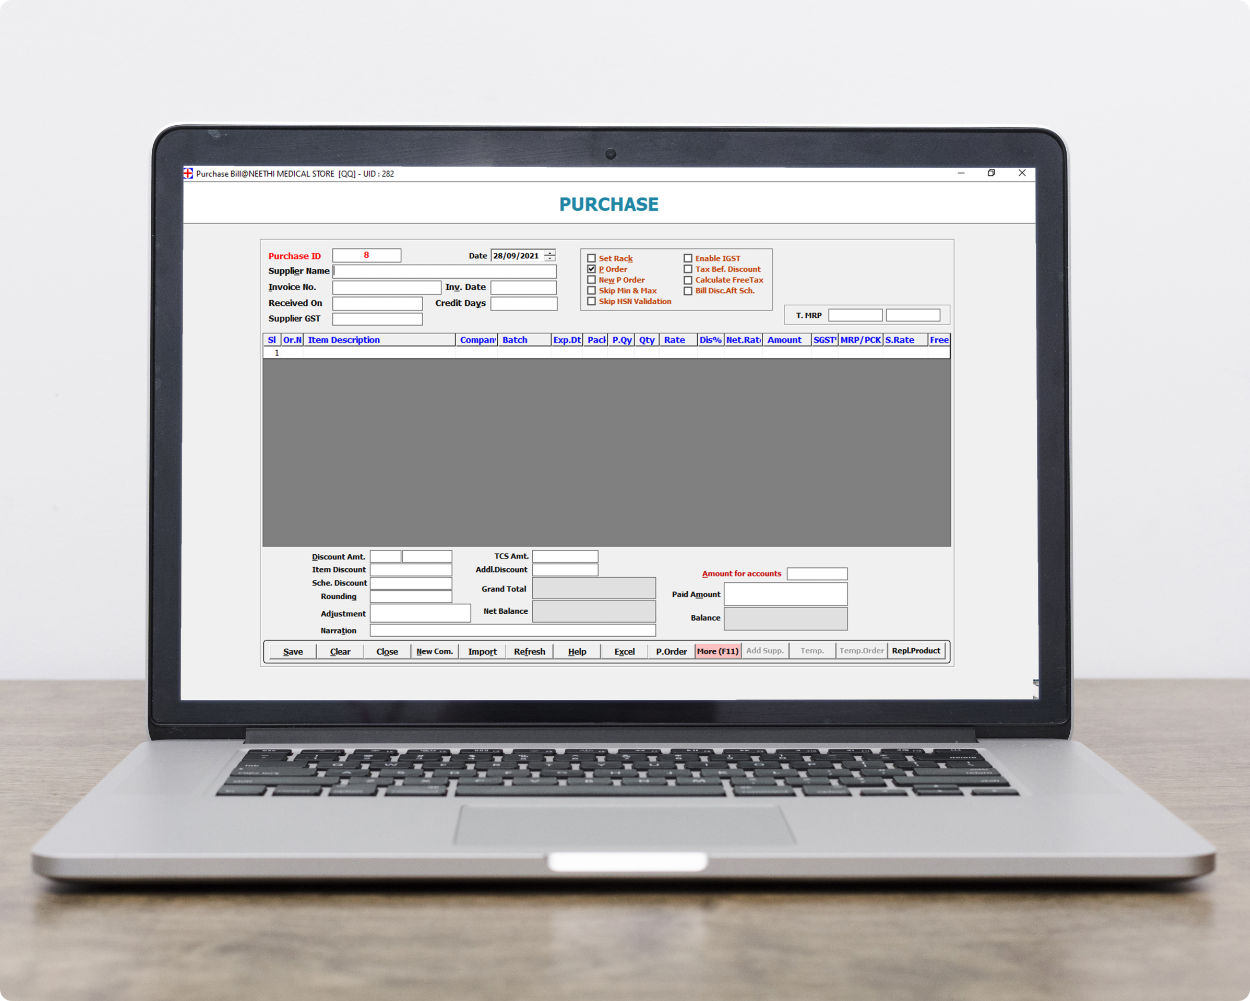 Purchase Bill@NEETHI MEDICAL STORE [QQ] - UID : 282
PURCHASE
Purchase ID 8 Date 28/09/2021
Supplier Name
Invoice No. Inv. Date
Received On Credit Days
Supplier GST
Set Rack Enable IGST
P Order Tax Bef. Discount
New P Order Calculate FreeTax
Skip Min & Max Bill Disc.Aft Sch.
Skip HSN Validation
T. MRP
Sl Or.N Item Description Company Batch Exp.Dt Pack P.Qy Qty Rate Dis% Net.Rate Amount SGST MRP/PCK S.Rate Free
1
Discount Amt. TCS Amt.
Item Discount Addl.Discount
Sche. Discount Grand Total Amount for accounts
Rounding Paid Amount
Adjustment Net Balance Balance
Narration
Save Clear Close New Com. Import Refresh Help Excel P.Order More (F11) Add Supp. Temp. Temp.Order Repl.Product